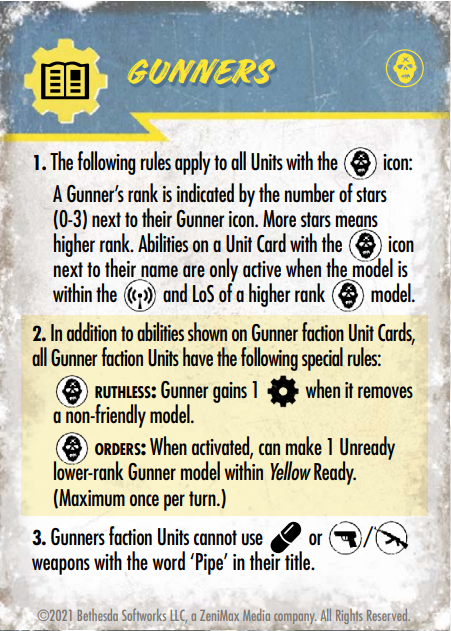 GUNNERS
1. The following rules apply to all Units with the icon:
A Gunner's rank is indicated by the number of stars
(0-3) next to their Gunner icon. More stars means
higher rank. Abilities on a Unit Card with the icon
next to their name are only active when the model is
within the and LoS of a higher rank model.
2. In addition to abilities shown on Gunner faction Unit Cards,
all Gunner faction Units have the following special rules:
RUTHLESS: Gunner gains 1 when it removes
a non-friendly model.
ORDERS: When activated, can make 1 Unready
lower-rank Gunner model within Yellow Ready.
(Maximum once per turn.)
3. Gunners faction Units cannot use or /
weapons with the word 'Pipe' in their title.
©2021 Bethesda Softworks LLC, a ZeniMax Media company. All Rights Reserved.